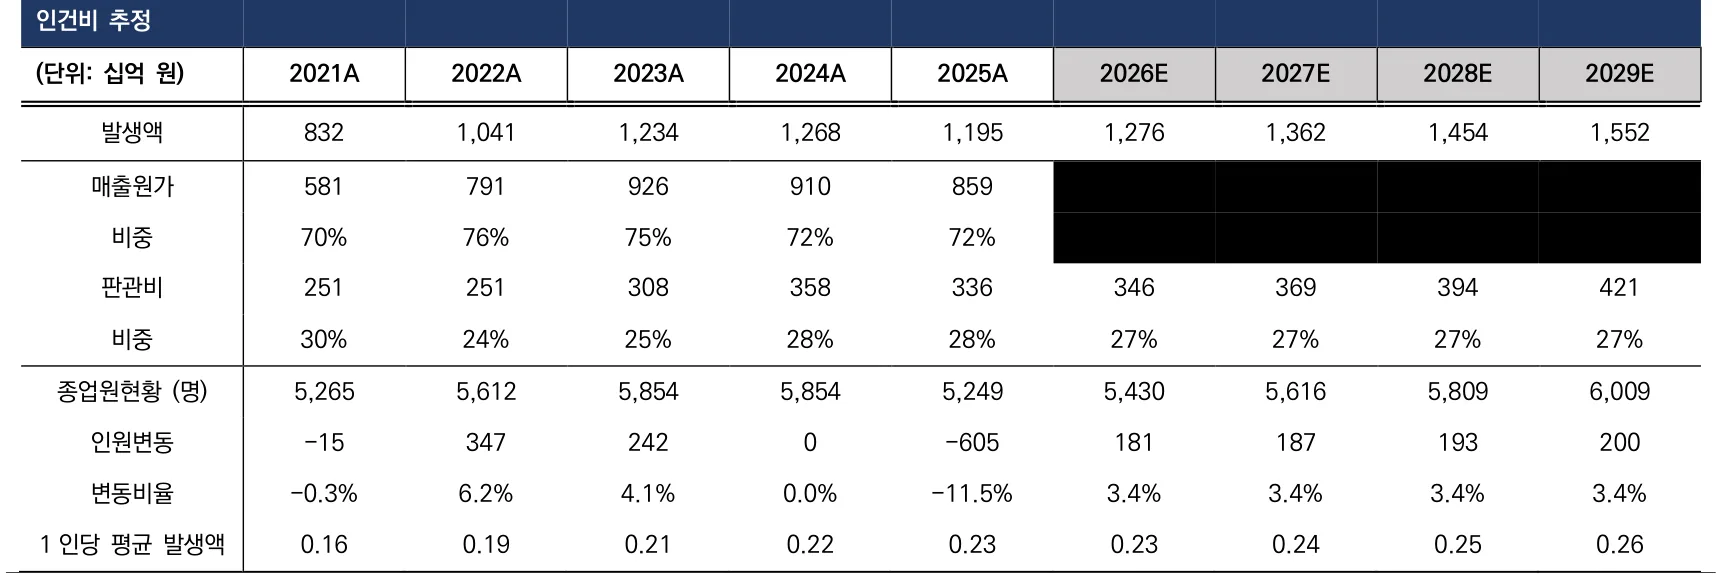 인건비 추정
(단위: 십억 원) 2021A 2022A 2023A 2024A 2025A 2026E 2027E 2028E 2029E
발생액 832 1,041 1,234 1,268 1,195 1,276 1,362 1,454 1,552
매출원가 581 791 926 910 859
비중 70% 76% 75% 72% 72%
판관비 251 251 308 358 336 346 369 394 421
비중 30% 24% 25% 28% 28% 27% 27% 27% 27%
종업원현황 (명) 5,265 5,612 5,854 5,854 5,249 5,430 5,616 5,809 6,009
인원변동 -15 347 242 0 -605 181 187 193 200
변동비율 -0.3% 6.2% 4.1% 0.0% -11.5% 3.4% 3.4% 3.4% 3.4%
1인당 평균 발생액 0.16 0.19 0.21 0.22 0.23 0.23 0.24 0.25 0.26